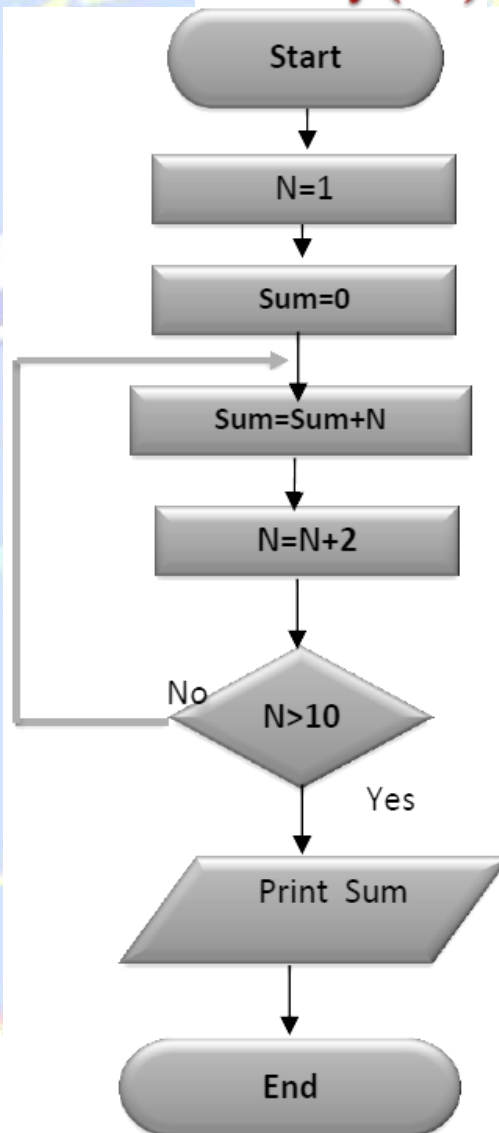 Start
N=1
Sum=0
Sum=Sum+N
N=N+2
No
N>10
Yes
Print Sum
End